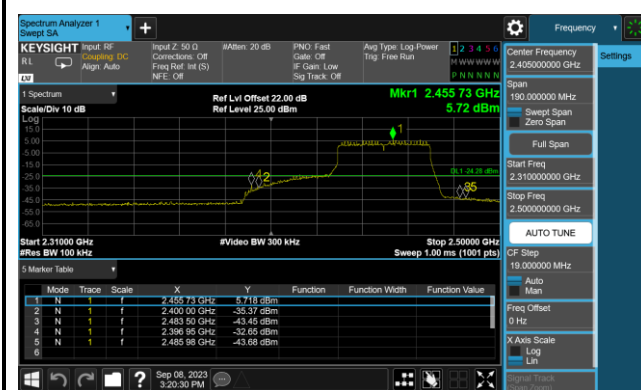 Spectrum Analyzer 1
Swept SA
+
Frequency
KEYSIGHT Input: RF Input Z: 50 Ω #Atten: 20 dB PNO: Fast Avg Type: Log-Power 1 2 3 4 5 6
RL Coupling: DC Corrections: Off Gate: Off Trig: Free Run M W W W W W
Align: Auto Freq Ref: Int (S) IF Gain: Low
NFE: Off Sig Track: Off P N N N N N
LXI
Center Frequency
2.405000000 GHz
Settings
1 Spectrum
Ref Lvl Offset 22.00 dB Mkr1 2.455 73 GHz
Scale/Div 10 dB Ref Level 25.00 dBm 5.72 dBm
Span
190.000000 MHz
Swept Span
Zero Span
Full Span
Log
15.0
5.00
-5.00
-15.0
-25.0
-35.0
-45.0
-55.0
-65.0
1
2
5
DL1 -24.28 dBm
Start Freq
2.310000000 GHz
Stop Freq
2.500000000 GHz
AUTO TUNE
Start 2.31000 GHz #Video BW 300 kHz Stop 2.50000 GHz
#Res BW 100 kHz Sweep 1.00 ms (1001 pts)
CF Step
19.000000 MHz
Auto
Man
5 Marker Table
Mode Trace Scale X Y Function Function Width Function Value
1 N 1 f 2.455 73 GHz 5.718 dBm
2 N 1 f 2.400 00 GHz -35.37 dBm
3 N 1 f 2.483 50 GHz -43.45 dBm
4 N 1 f 2.396 95 GHz -32.65 dBm
5 N 1 f 2.485 98 GHz -43.68 dBm
6
Freq Offset
0 Hz
X Axis Scale
Log
Lin
Signal Track
(Span Zoom)
? Sep 08, 2023
3:20:30 PM